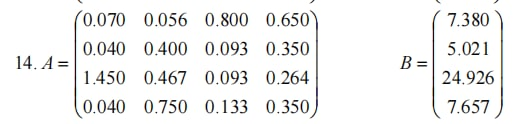 0.070 0.056 0.800 0.650 7.380
0.040 0.400 0.093 0.350 5.021
14. A = B =
1.450 0.467 0.093 0.264 24.926
0.040 0.750 0.133 0.350 7.657